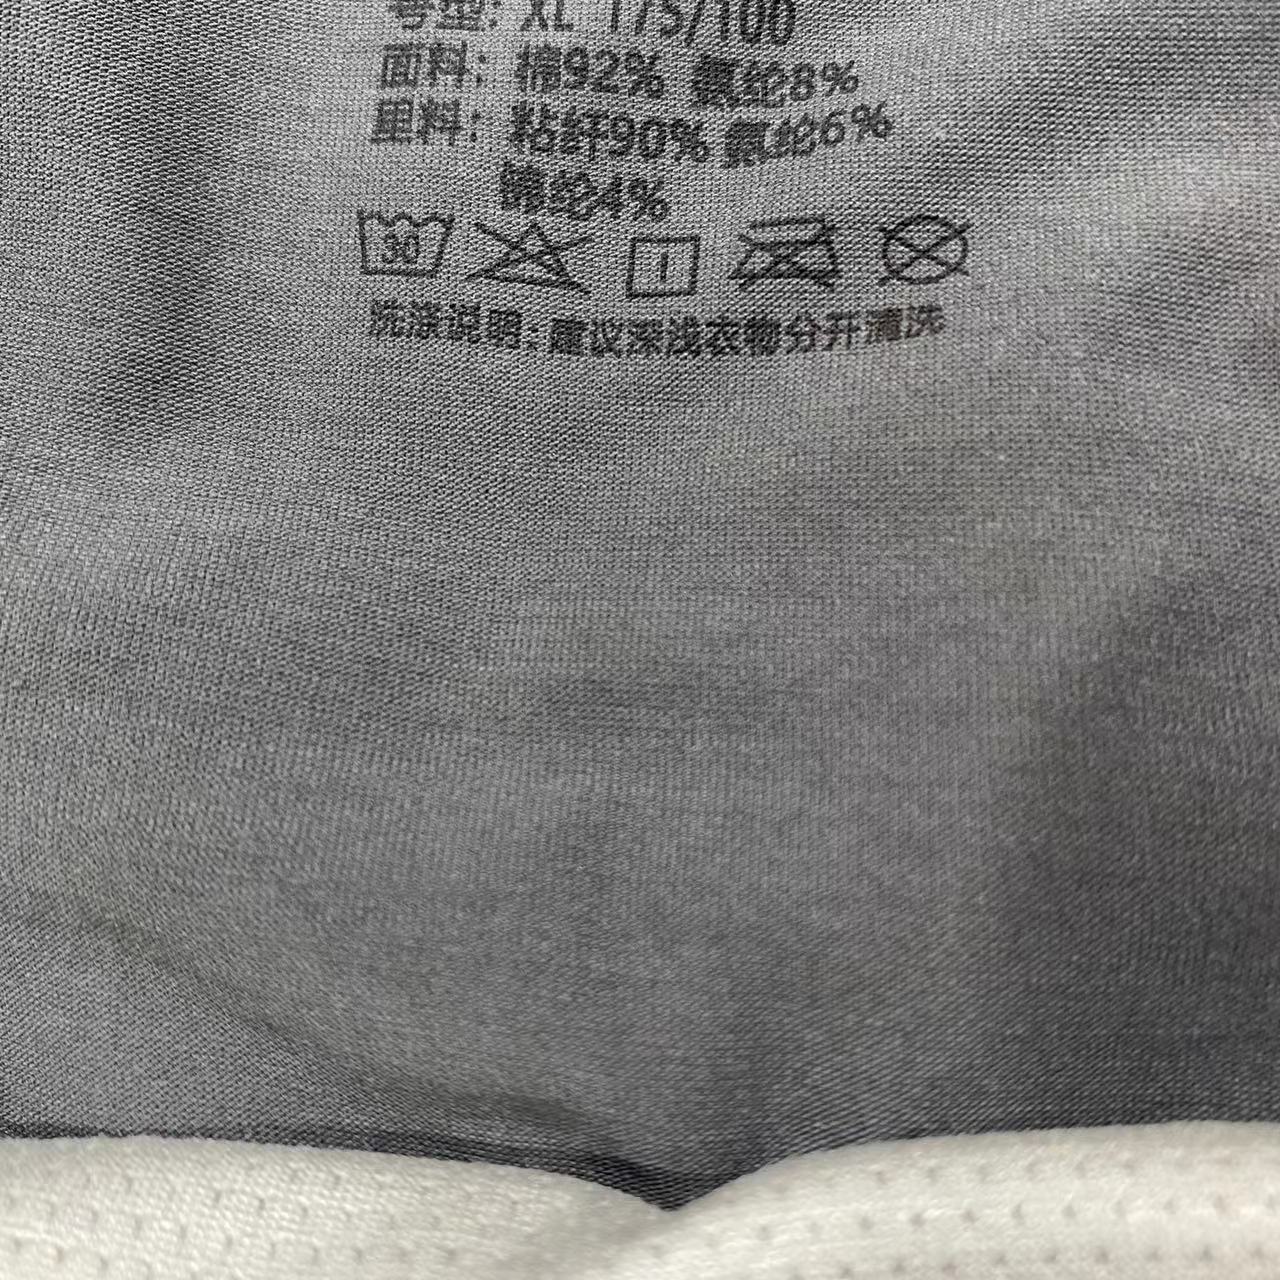 号型: XL 175/100
面料: 棉92% 氨纶8%
里料: 粘纤90% 氨纶6%
锦纶4%
30
洗涤说明: 建议深浅衣物分开清洗